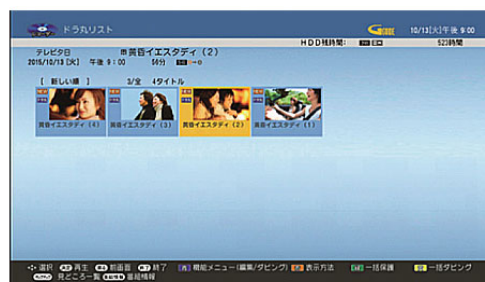 ドラ丸リスト
GUIDE 10/13[火]午後 9:00
HDD残時間: 523時間
テレビタ日 黄昏イエスタデイ(2)
2015/10/13 [火] 午後 9:00 56分
[ 新しい順 ] 3/全 4タイトル
黄昏イエスタデイ(4) 黄昏イエスタデイ(3) 黄昏イエスタデイ(2) 黄昏イエスタデイ(1)
選択 再生 前画面 終了 機能メニュー(編集/ダビング) 表示方法 一括保護 一括ダビング
見どころ一覧 番組情報